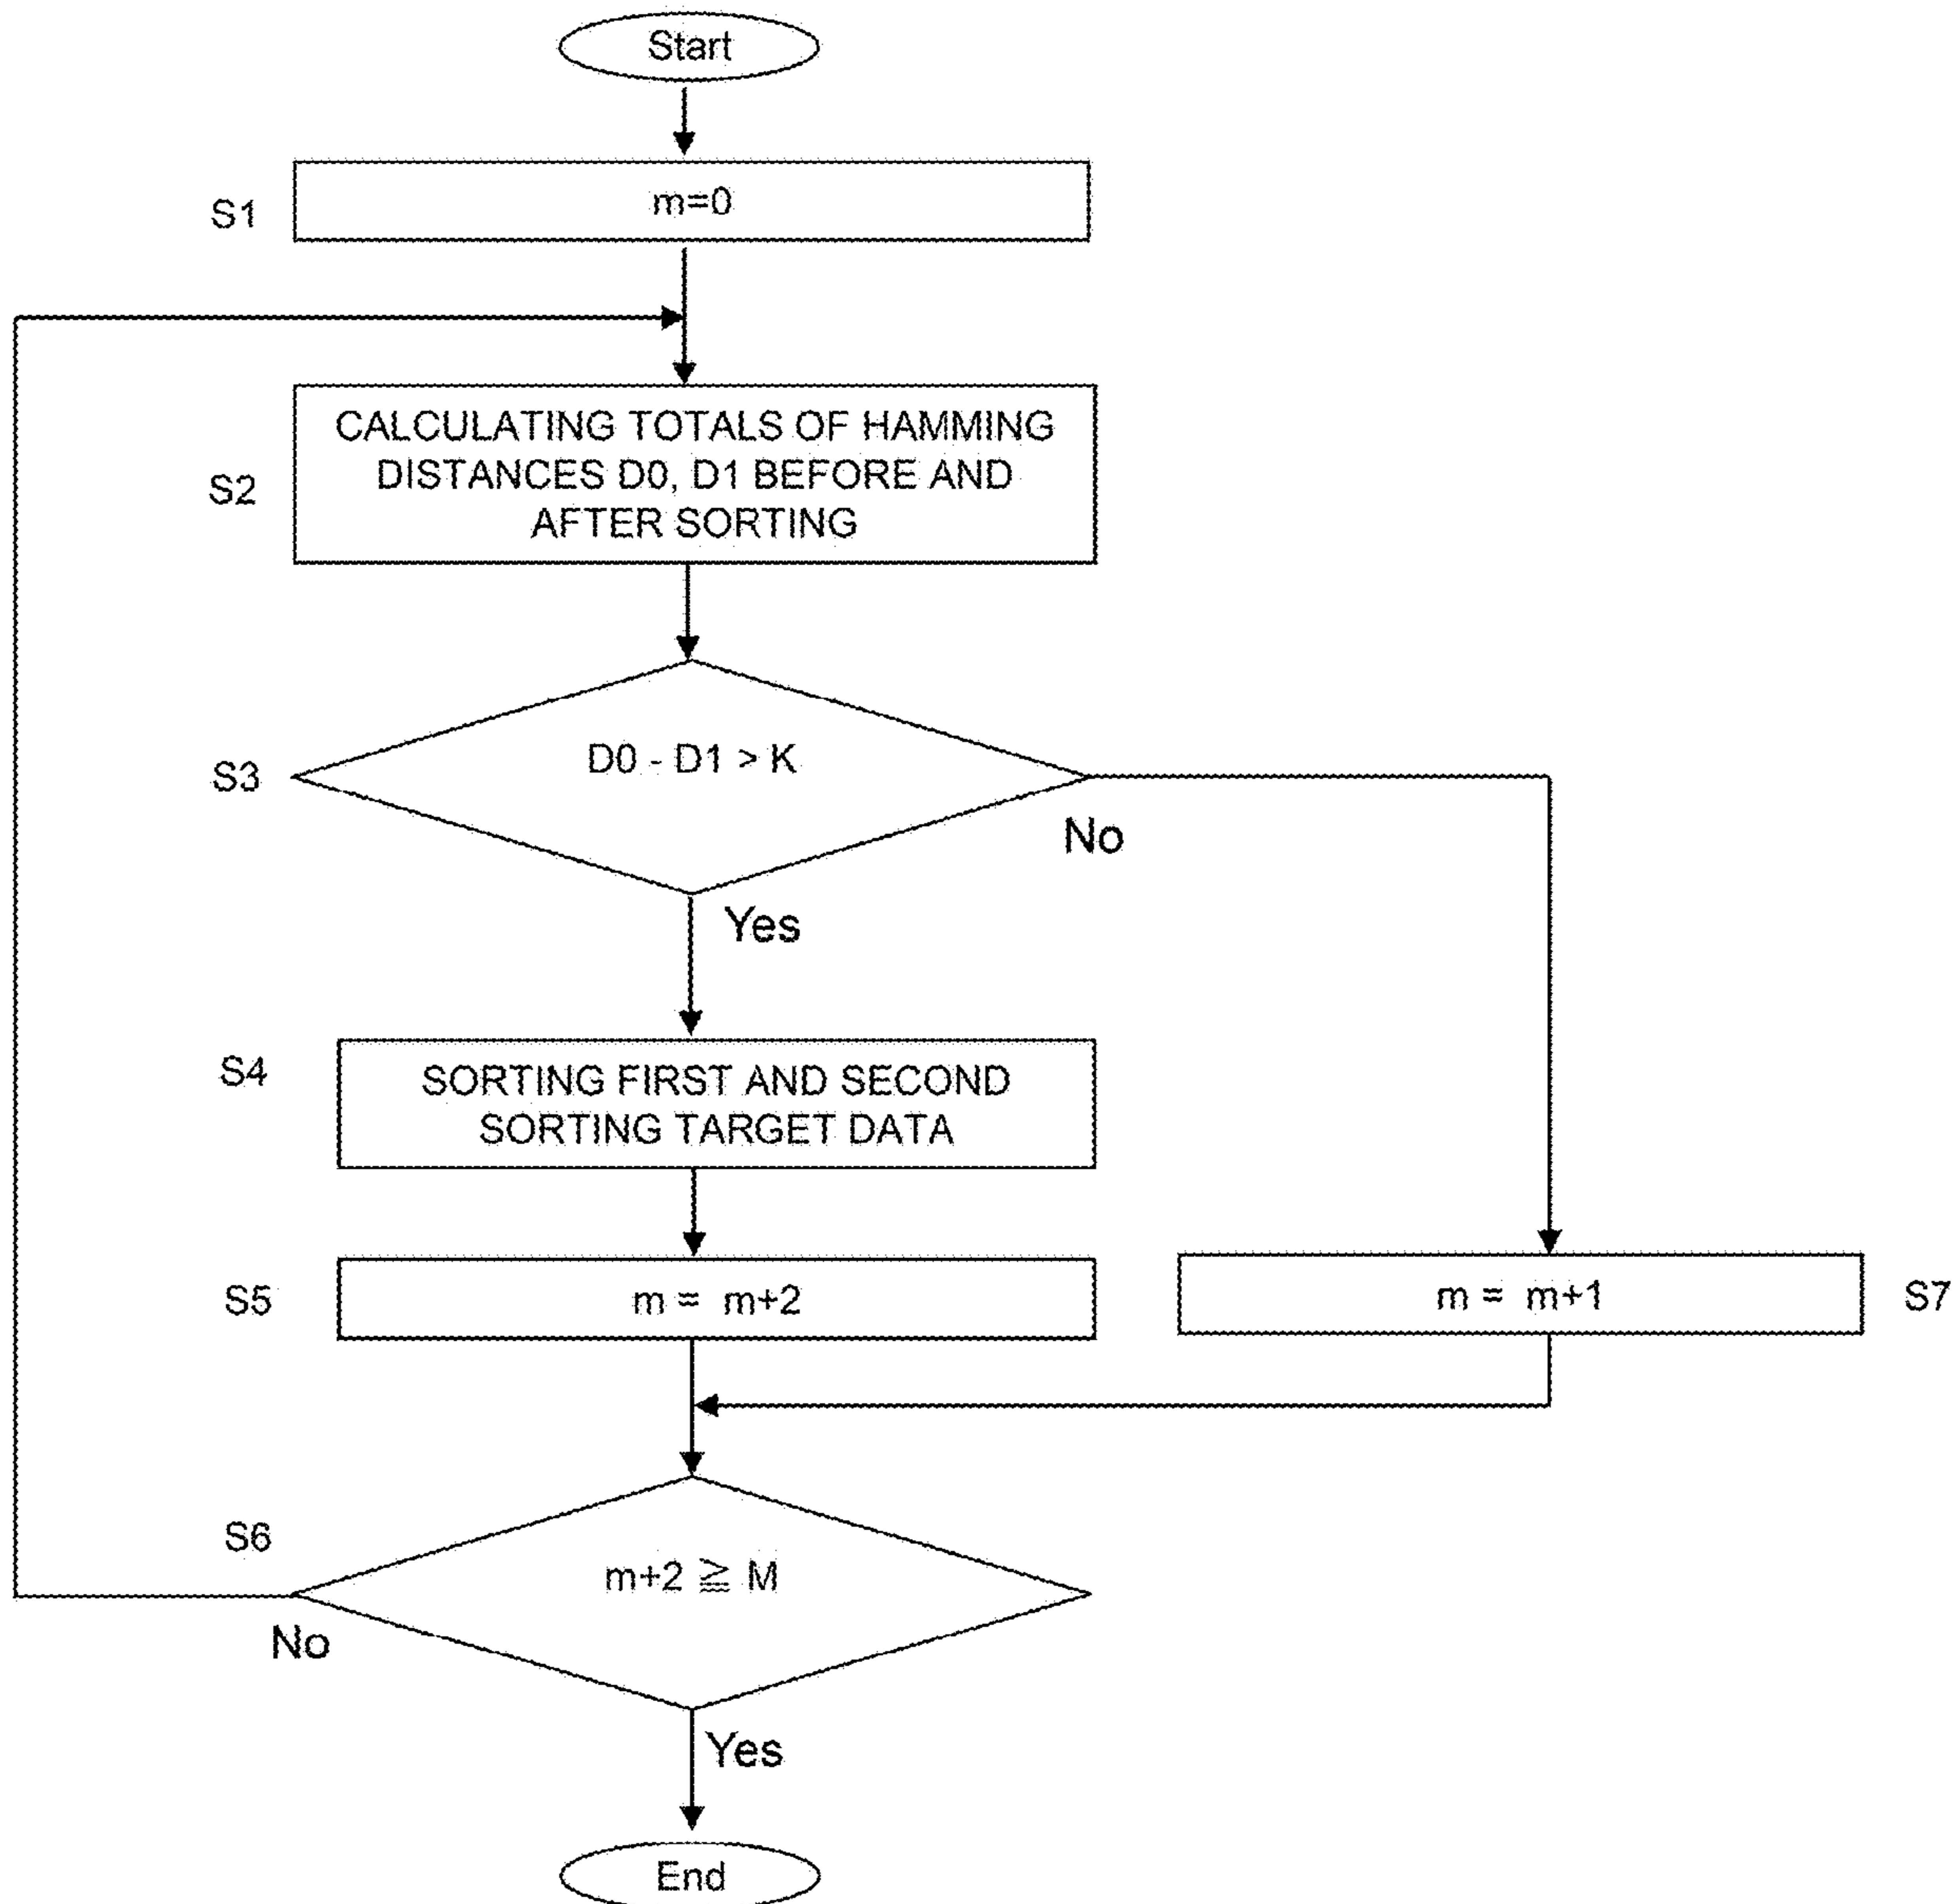 Start
S1
m=0
S2
CALCULATING TOTALS OF HAMMING
DISTANCES D0, D1 BEFORE AND
AFTER SORTING
S3
D0 - D1 > K
No
Yes
S4
SORTING FIRST AND SECOND
SORTING TARGET DATA
S5
m = m+2
m = m+1
S7
S6
m+2 ≧ M
No
Yes
End